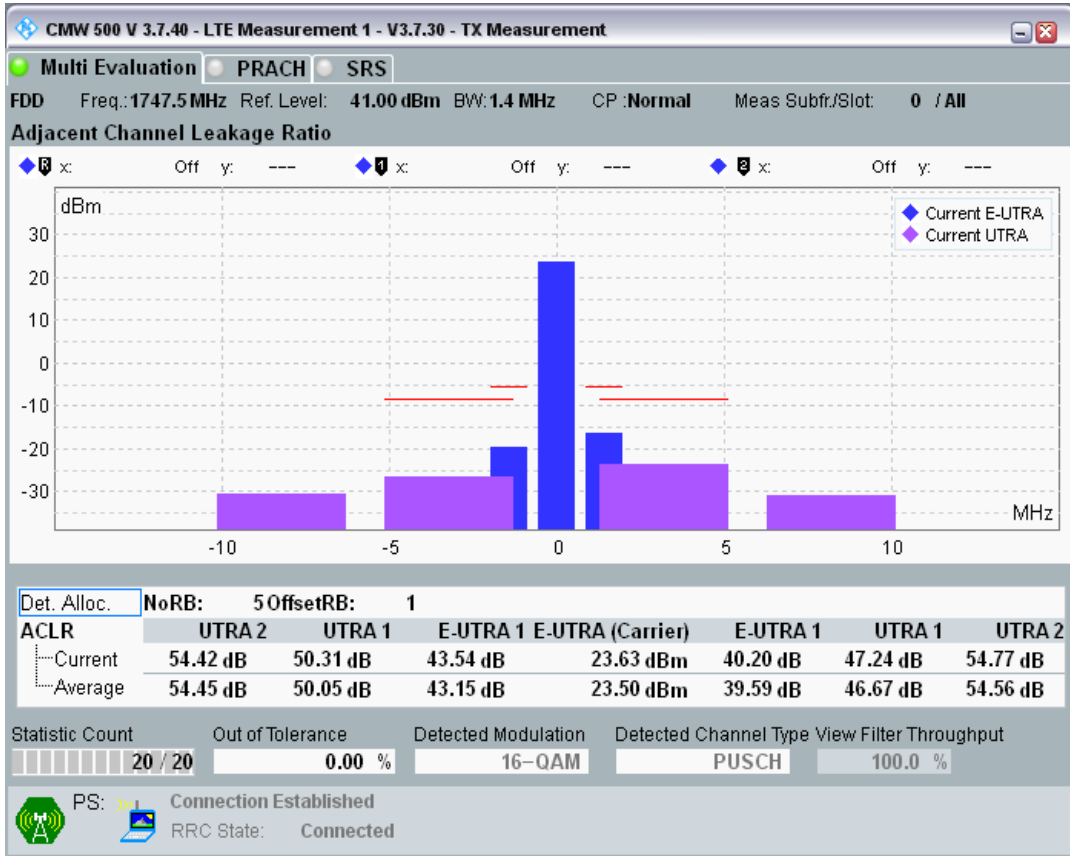 CMW 500 V 3.7.40 - LTE Measurement 1 - V3.7.30 - TX Measurement
Multi Evaluation PRACH SRS
FDD Freq.: 1747.5 MHz Ref. Level: 41.00 dBm BW: 1.4 MHz CP :Normal Meas Subfr./Slot: 0 / All
Adjacent Channel Leakage Ratio
R x: Off y: --- 1 x: Off y: --- 2 x: Off y: ---
dBm
Current E-UTRA
Current UTRA
30
20
10
0
-10
-20
-30
MHz
-10 -5 0 5 10
Det. Alloc. NoRB: 5 OffsetRB: 1
ACLR UTRA 2 UTRA 1 E-UTRA 1 E-UTRA (Carrier) E-UTRA 1 UTRA 1 UTRA 2
Current 54.42 dB 50.31 dB 43.54 dB 23.63 dBm 40.20 dB 47.24 dB 54.77 dB
Average 54.45 dB 50.05 dB 43.15 dB 23.50 dBm 39.59 dB 46.67 dB 54.56 dB
Statistic Count Out of Tolerance Detected Modulation Detected Channel Type View Filter Throughput
20 / 20 0.00 % 16-QAM PUSCH 100.0 %
PS: Connection Established
RRC State: Connected